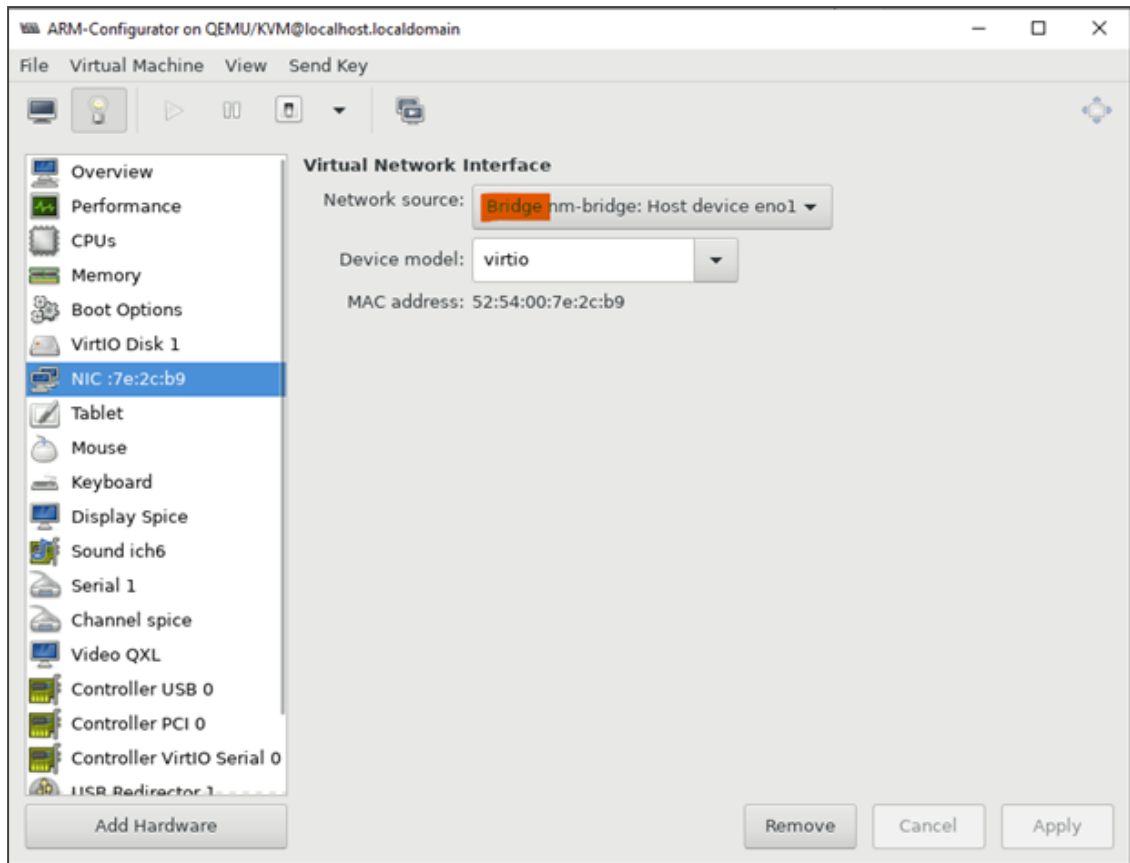 ARM-Configurator on QEMU/KVM@localhost.localdomain
File Virtual Machine View Send Key
Overview
Performance
CPUs
Memory
Boot Options
VirtIO Disk 1
NIC :7e:2c:b9
Tablet
Mouse
Keyboard
Display Spice
Sound ich6
Serial 1
Channel spice
Video QXL
Controller USB 0
Controller PCI 0
Controller VirtIO Serial 0
USB Redirector 1
Add Hardware
Virtual Network Interface
Network source: Bridge nm-bridge: Host device eno1
Device model: virtio
MAC address: 52:54:00:7e:2c:b9
Remove Cancel Apply